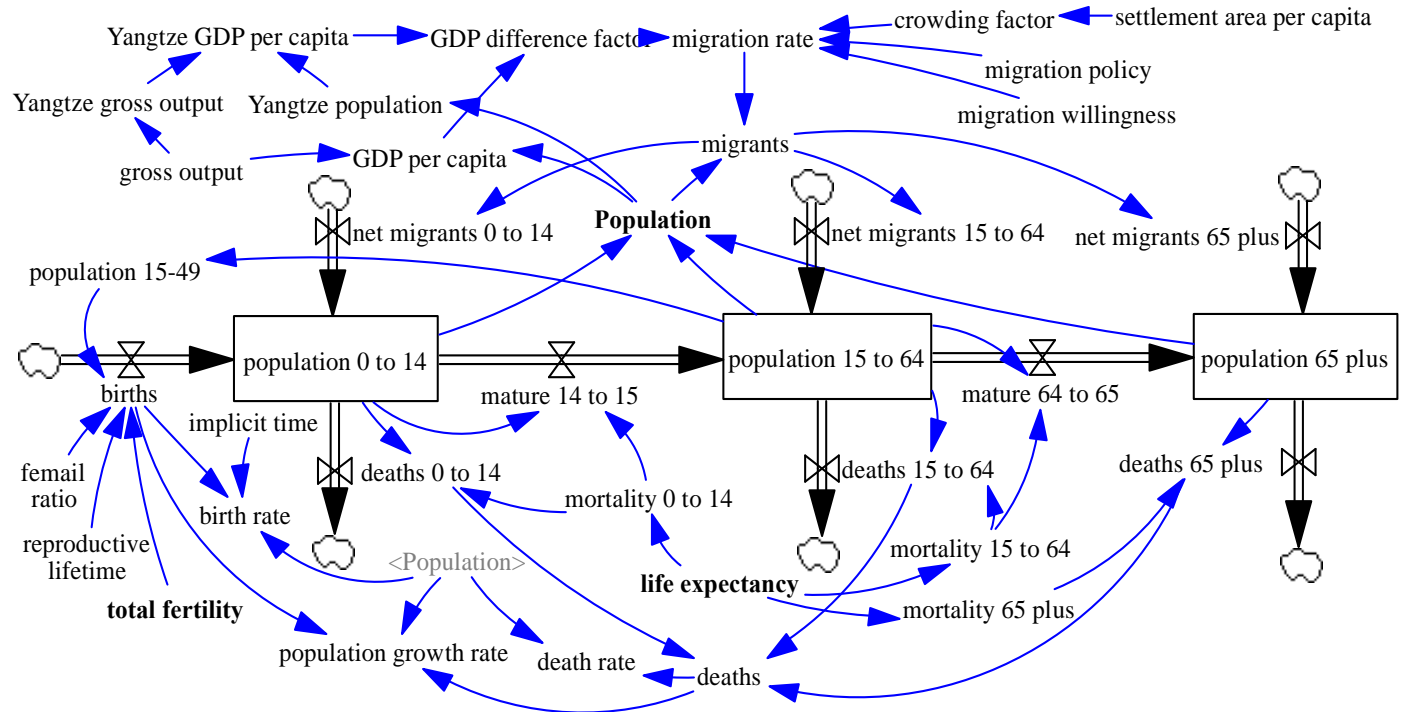 crowding factor
settlement area per capita
Yangtze GDP per capita
GDP difference factor
migration rate
migration policy
Yangtze gross output
Yangtze population
migration willingness
migrants
GDP per capita
gross output
Population
net migrants 0 to 14
net migrants 15 to 64
net migrants 65 plus
population 15-49
population 0 to 14
population 15 to 64
population 65 plus
births
mature 14 to 15
mature 64 to 65
implicit time
femail
ratio
deaths 0 to 14
deaths 15 to 64
deaths 65 plus
mortality 0 to 14
birth rate
reproductive
lifetime
<Population>
mortality 15 to 64
life expectancy
total fertility
mortality 65 plus
population growth rate
death rate
deaths